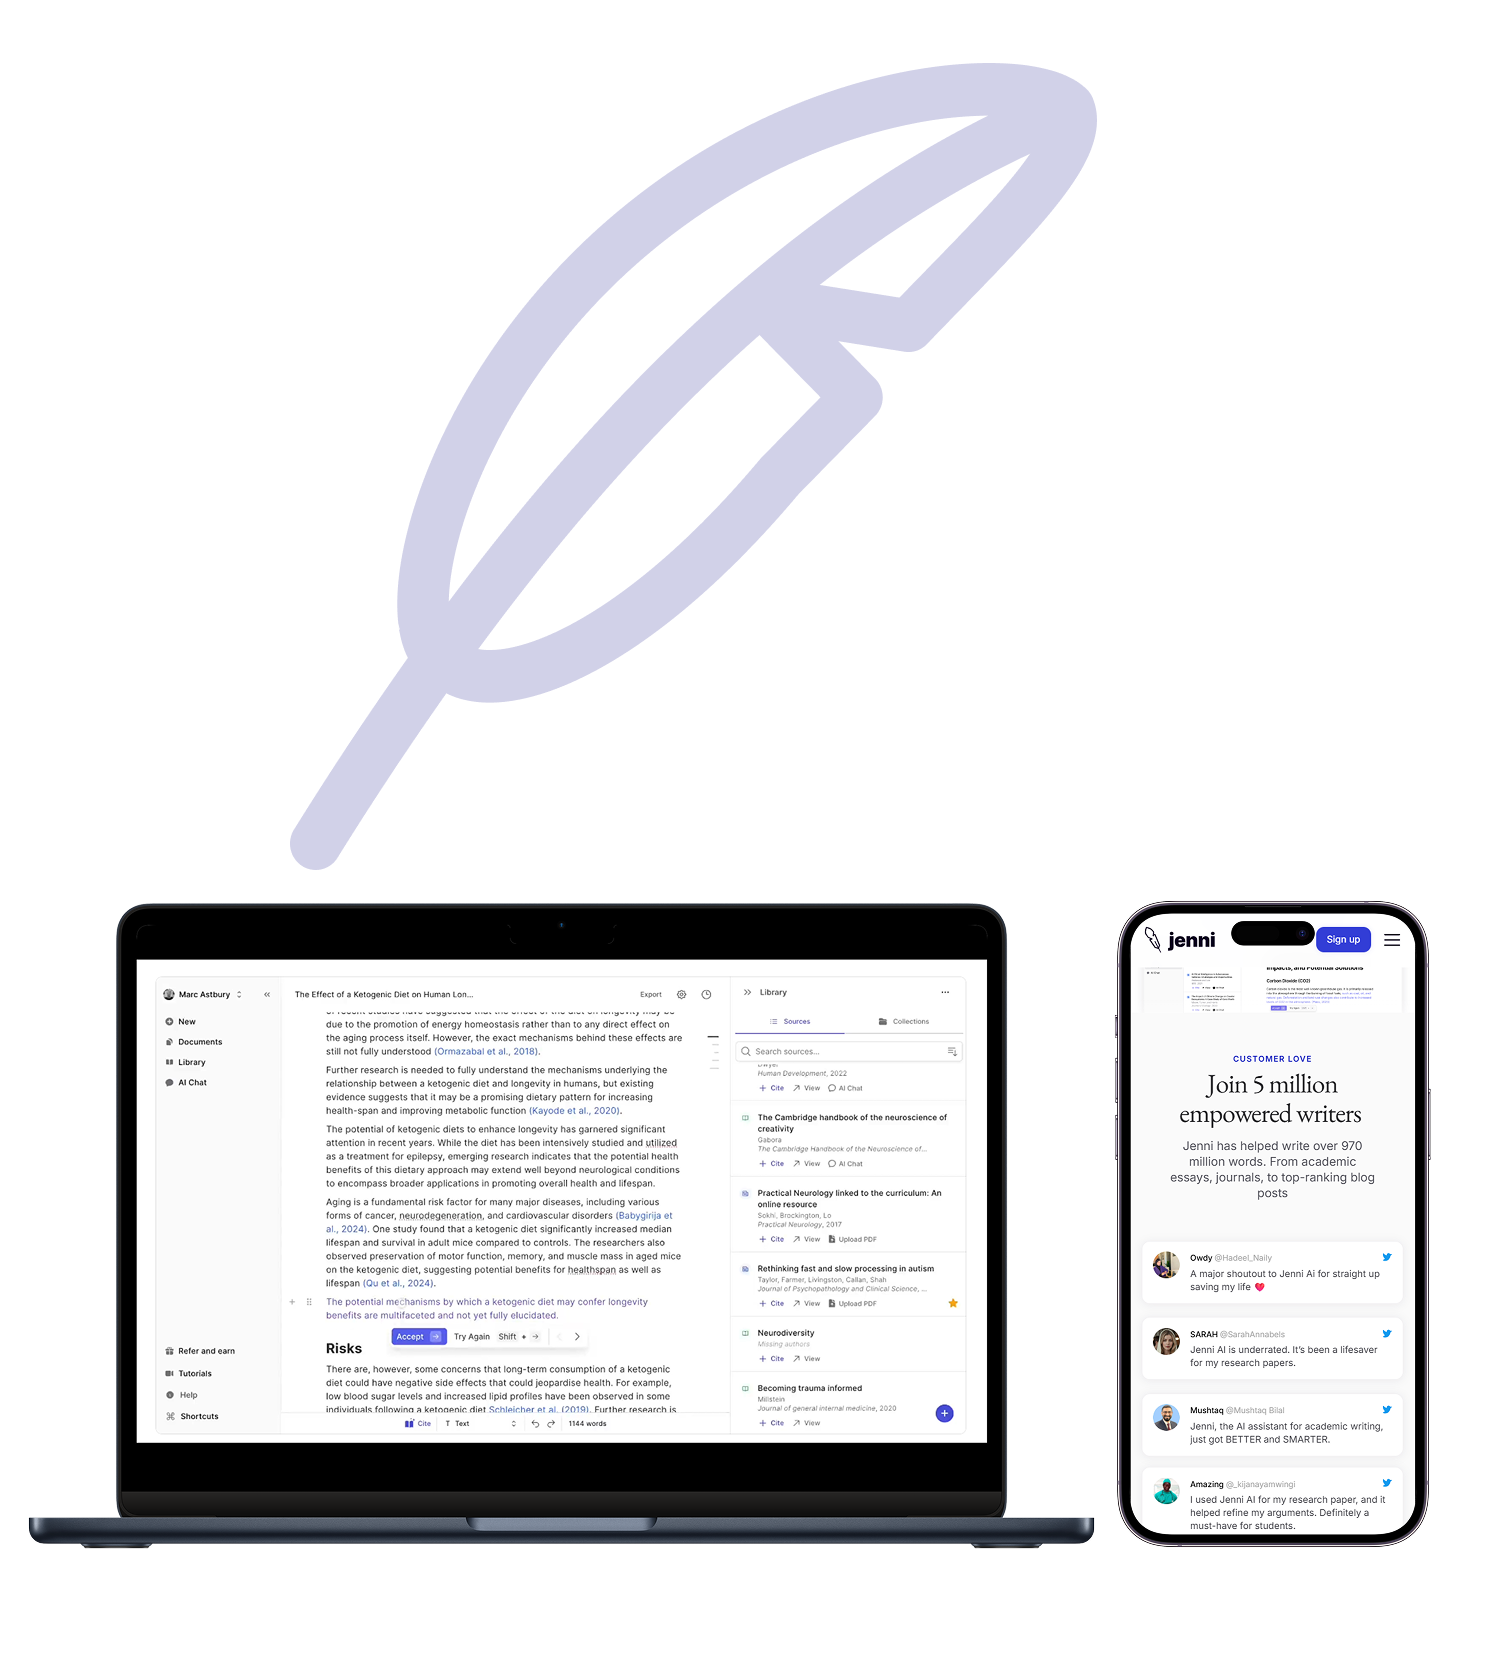 Marc Astbury
New
Documents
Library
AI Chat
Refer and earn
Tutorials
Help
Shortcuts
The Effect of a Ketogenic Diet on Human Lon...
Export
of recent studies have suggested that the effect of the diet on longevity may be
due to the promotion of energy homeostasis rather than to any direct effect on
the aging process itself. However, the exact mechanisms behind these effects are
still not fully understood (Ormazabal et al., 2018).
Further research is needed to fully understand the mechanisms underlying the
relationship between a ketogenic diet and longevity in humans, but existing
evidence suggests that it may be a promising dietary pattern for increasing
health-span and improving metabolic function (Kayode et al., 2020).
The potential of ketogenic diets to enhance longevity has garnered significant
attention in recent years. While the diet has been intensively studied and utilized
as a treatment for epilepsy, emerging research indicates that the potential health
benefits of this dietary approach may extend well beyond neurological conditions
to encompass broader applications in promoting overall health and lifespan.
Aging is a fundamental risk factor for many major diseases, including various
forms of cancer, neurodegeneration, and cardiovascular disorders (Babygirija et
al., 2024). One study found that a ketogenic diet significantly increased median
lifespan and survival in adult mice compared to controls. The researchers also
observed preservation of motor function, memory, and muscle mass in aged mice
on the ketogenic diet, suggesting potential benefits for healthspan as well as
lifespan (Qu et al., 2024).
The potential mechanisms by which a ketogenic diet may confer longevity
benefits are multifaceted and not yet fully elucidated.
Accept Try Again Shift +
Risks
There are, however, some concerns that long-term consumption of a ketogenic
diet could have negative side effects that could jeopardise health. For example,
low blood sugar levels and increased lipid profiles have been observed in some
individuals following a ketogenic diet Schleicher et al. (2019). Further research is
Cite T Text 1144 words
Library
Sources Collections
Search sources...
Dwyer
Human Development, 2022
+ Cite View AI Chat
The Cambridge handbook of the neuroscience of
creativity
Gabora
The Cambridge Handbook of the Neuroscience of...
+ Cite View AI Chat
Practical Neurology linked to the curriculum: An
online resource
Sokhi, Brockington, Lo
Practical Neurology, 2017
+ Cite View Upload PDF
Rethinking fast and slow processing in autism
Taylor, Farmer, Livingston, Callan, Shah
Journal of Psychopathology and Clinical Science, ...
+ Cite View Upload PDF
Neurodiversity
Missing authors
+ Cite View
Becoming trauma informed
Millstein
Journal of general internal medicine, 2020
+ Cite View
jenni
Sign up
Impacts, and Potential Solutions
Carbon Dioxide (CO2)
CUSTOMER LOVE
Join 5 million
empowered writers
Jenni has helped write over 970
million words. From academic
essays, journals, to top-ranking blog
posts
Owdy @Hadeel_Naily
A major shoutout to Jenni Ai for straight up
saving my life ❤️
SARAH @SarahAnnabels
Jenni AI is underrated. It's been a lifesaver
for my research papers.
Mushtaq @Mushtaq Bilal
Jenni, the AI assistant for academic writing,
just got BETTER and SMARTER.
Amazing @_kijanayamwingi
I used Jenni AI for my research paper, and it
helped refine my arguments. Definitely a
must-have for students.